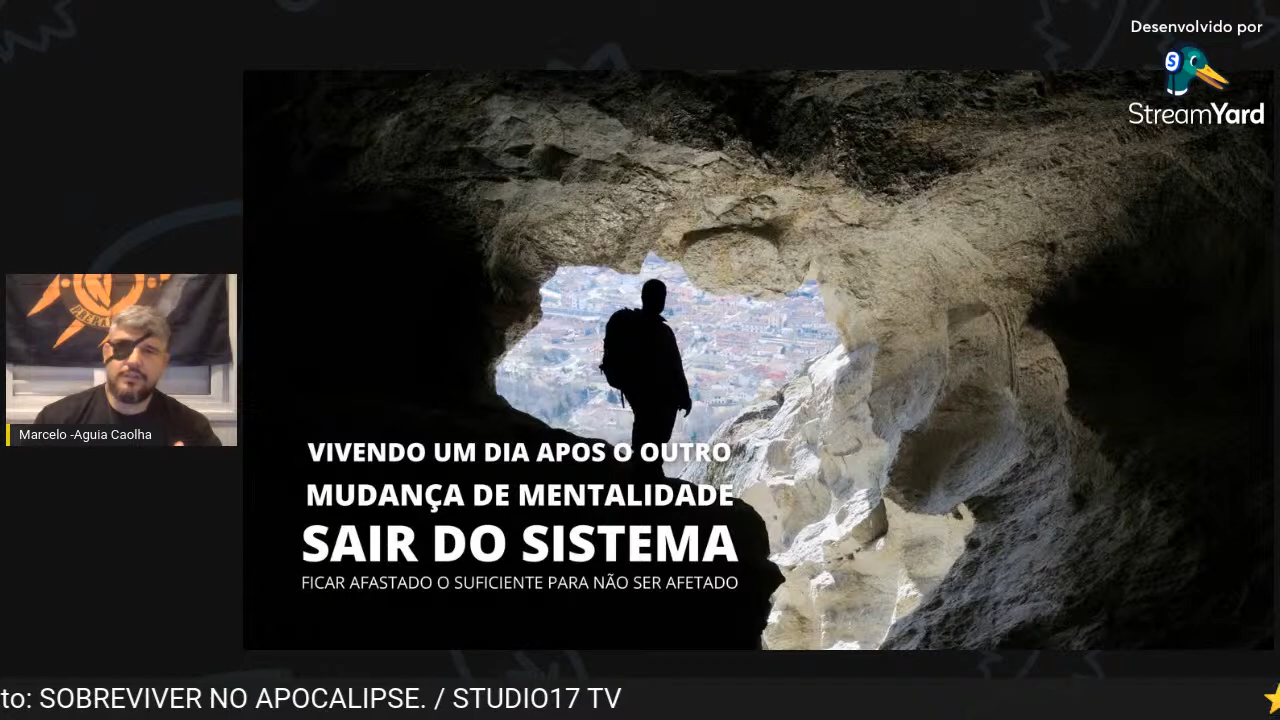 Desenvolvido por
StreamYard
VIVENDO UM DIA APOS O OUTRO
MUDANÇA DE MENTALIDADE
SAIR DO SISTEMA
FICAR AFASTADO O SUFICIENTE PARA NÃO SER AFETADO
Marcelo -Aguia Caolha
to: SOBREVIVER NO APOCALIPSE. / STUDIO17 TV